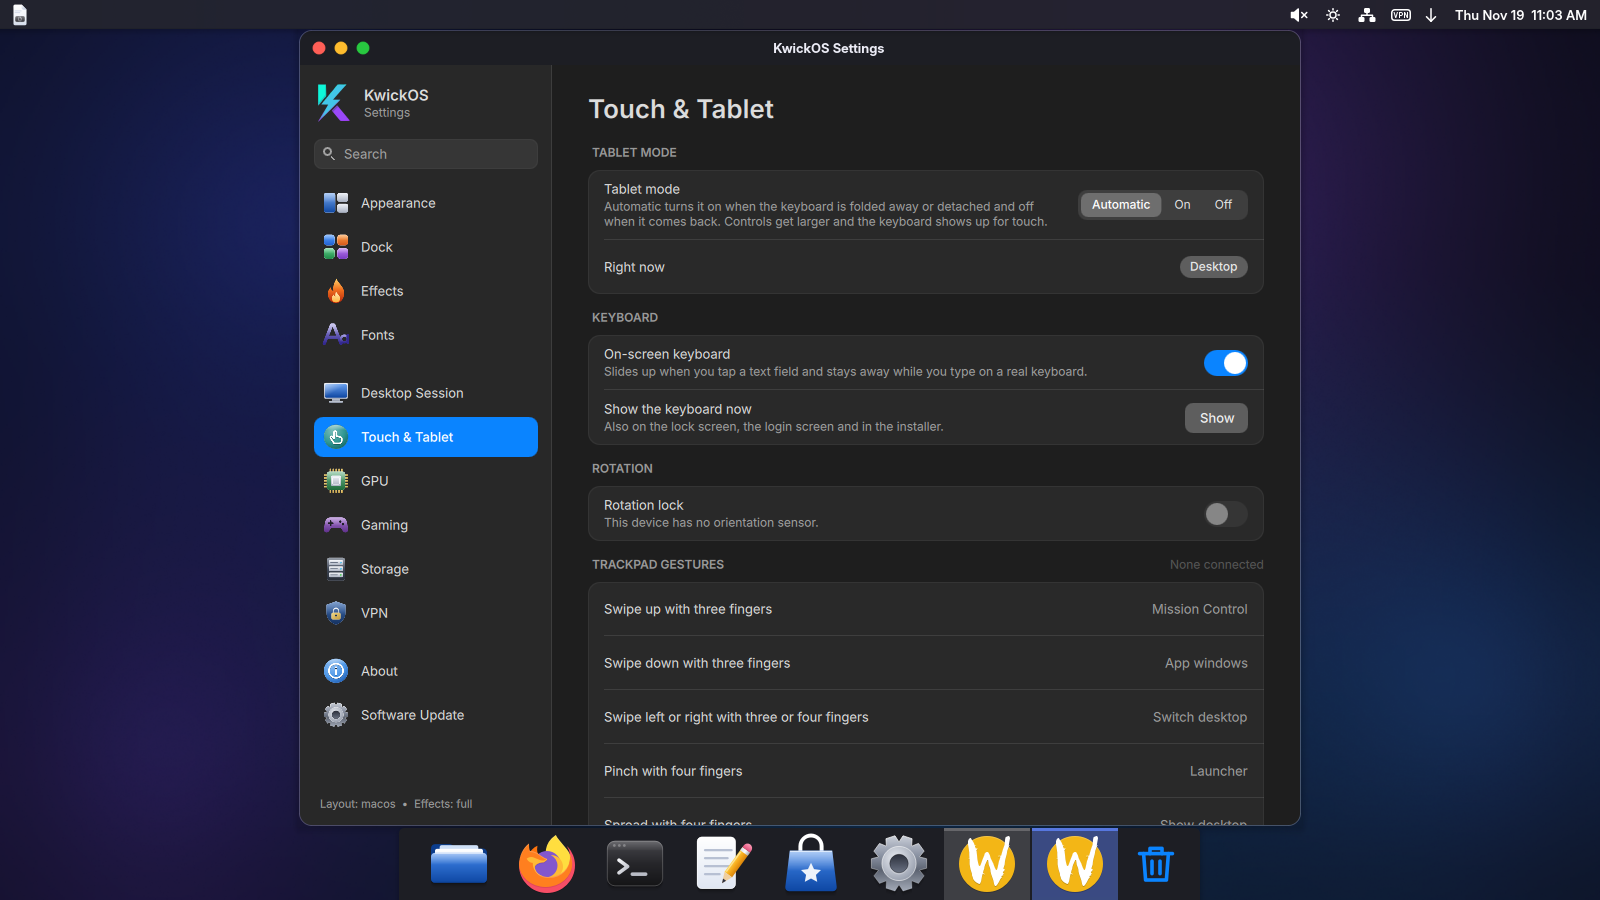 VPN
Thu Nov 19 11:03 AM
KwickOS Settings
KwickOS
Settings
Search
Appearance
Dock
Effects
Fonts
Desktop Session
Touch & Tablet
GPU
Gaming
Storage
VPN
About
Software Update
Layout: macos • Effects: full
Touch & Tablet
TABLET MODE
Tablet mode
Automatic turns it on when the keyboard is folded away or detached and off
when it comes back. Controls get larger and the keyboard shows up for touch.
Automatic On Off
Right now
Desktop
KEYBOARD
On-screen keyboard
Slides up when you tap a text field and stays away while you type on a real keyboard.
Show the keyboard now
Also on the lock screen, the login screen and in the installer.
Show
ROTATION
Rotation lock
This device has no orientation sensor.
TRACKPAD GESTURES
None connected
Swipe up with three fingers
Mission Control
Swipe down with three fingers
App windows
Swipe left or right with three or four fingers
Switch desktop
Pinch with four fingers
Launcher
Spread with four fingers
Show desktop